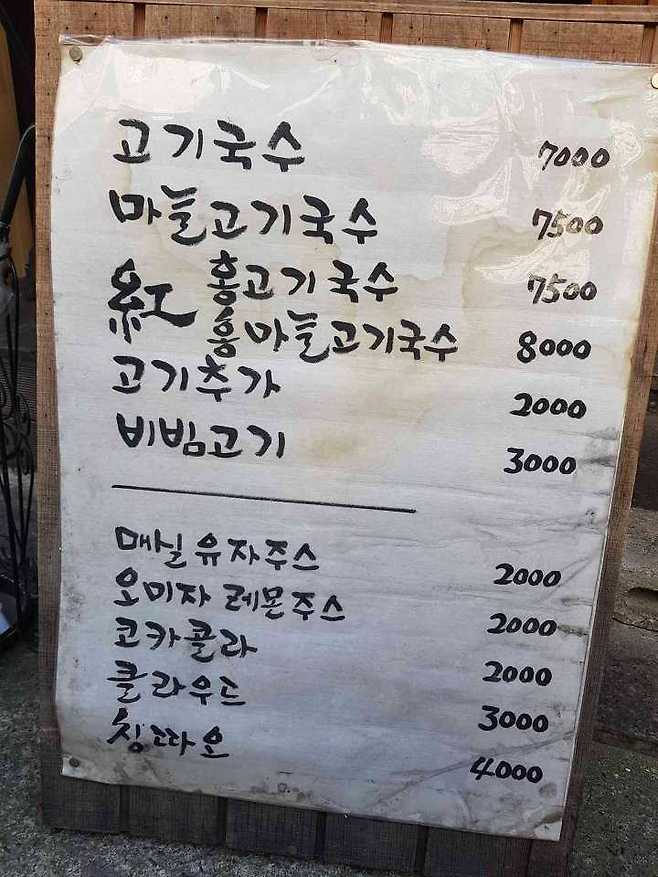 고기국수 7000
마늘고기국수 7500
紅 홍고기국수 7500
홍마늘고기국수 8000
고기추가 2000
비빔고기 3000
매실유자주스 2000
오미자 레몬주스 2000
코카콜라 2000
클라우드 3000
칭따오 4000